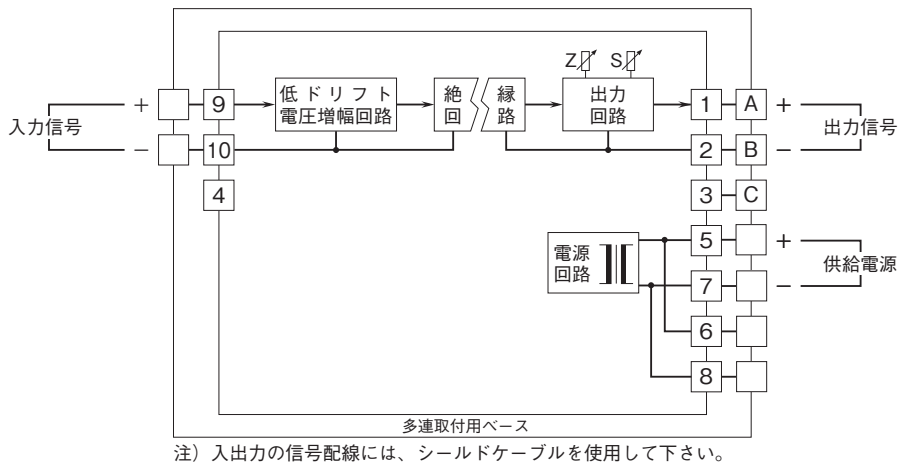 Z S
低ドリフト
電圧増幅回路
絶 縁
回 路
出力
回路
+ 9 1 A +
入力信号 出力信号
− 10 2 B −
4 3 C
電源
回路
5 +
供給電源
7 −
6
8
多連取付用ベース
注）入出力の信号配線には、シールドケーブルを使用して下さい。